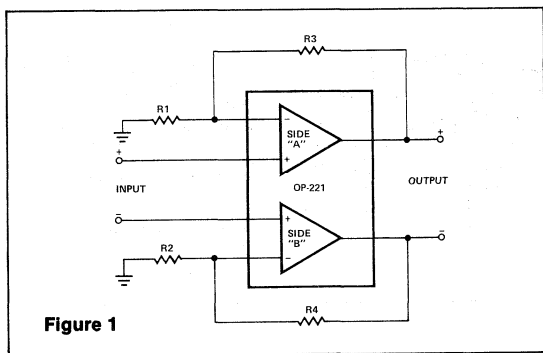 R3
R1
−
SIDE
"A"
+
+
+
INPUT
OP-221
OUTPUT
−
+
−
SIDE
"B"
R2
−
R4
Figure 1